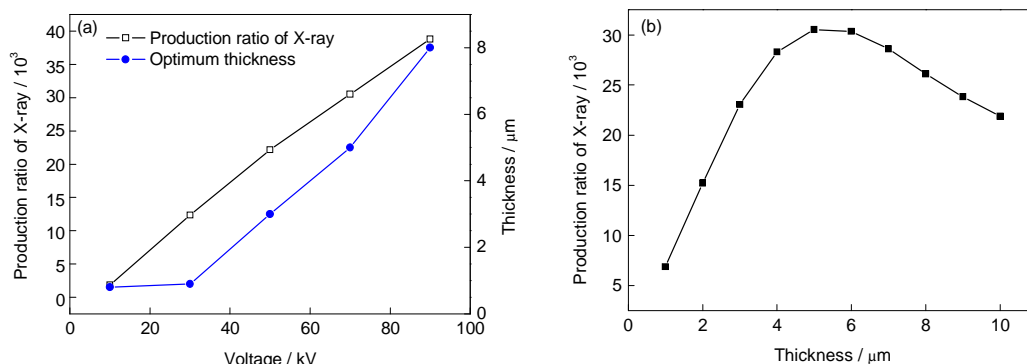 (a)
Production ratio of X-ray
Optimum thickness
Production ratio of X-ray / 10³
40
35
30
25
20
15
10
5
0
8
6
4
2
0
Thickness / μm
0 20 40 60 80 100
Voltage / kV
(b)
Production ratio of X-ray / 10³
30
25
20
15
30
5
0 2 4 6 8 10
Thickness / μm